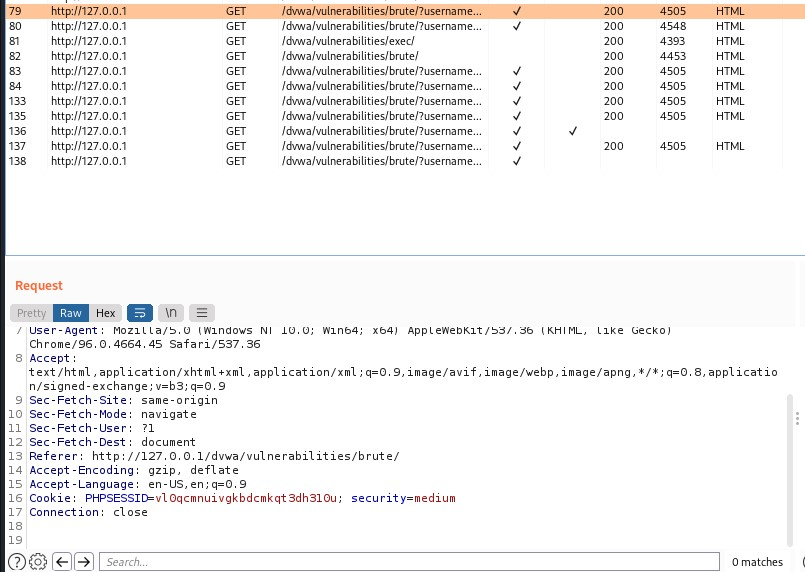 79 http://127.0.0.1 GET /dvwa/vulnerabilities/brute/?username... ✓ 200 4505 HTML
80 http://127.0.0.1 GET /dvwa/vulnerabilities/brute/?username... ✓ 200 4548 HTML
81 http://127.0.0.1 GET /dvwa/vulnerabilities/exec/ 200 4393 HTML
82 http://127.0.0.1 GET /dvwa/vulnerabilities/brute/ 200 4453 HTML
83 http://127.0.0.1 GET /dvwa/vulnerabilities/brute/?username... ✓ 200 4505 HTML
84 http://127.0.0.1 GET /dvwa/vulnerabilities/brute/?username... ✓ 200 4505 HTML
133 http://127.0.0.1 GET /dvwa/vulnerabilities/brute/?username... ✓ 200 4505 HTML
135 http://127.0.0.1 GET /dvwa/vulnerabilities/brute/?username... ✓ 200 4505 HTML
136 http://127.0.0.1 GET /dvwa/vulnerabilities/brute/?username... ✓ ✓
137 http://127.0.0.1 GET /dvwa/vulnerabilities/brute/?username... ✓ 200 4505 HTML
138 http://127.0.0.1 GET /dvwa/vulnerabilities/brute/?username... ✓
Request
Pretty Raw Hex \n
7 User-Agent: Mozilla/5.0 (Windows NT 10.0; Win64; x64) AppleWebKit/537.36 (KHTML, like Gecko)
Chrome/96.0.4664.45 Safari/537.36
8 Accept:
text/html,application/xhtml+xml,application/xml;q=0.9,image/avif,image/webp,image/apng,*/*;q=0.8,applicatio
n/signed-exchange;v=b3;q=0.9
9 Sec-Fetch-Site: same-origin
10 Sec-Fetch-Mode: navigate
11 Sec-Fetch-User: ?1
12 Sec-Fetch-Dest: document
13 Referer: http://127.0.0.1/dvwa/vulnerabilities/brute/
14 Accept-Encoding: gzip, deflate
15 Accept-Language: en-US,en;q=0.9
16 Cookie: PHPSESSID=vl0qcmnuivgkbdcmkqt3dh310u; security=medium
17 Connection: close
18
19
Search... 0 matches